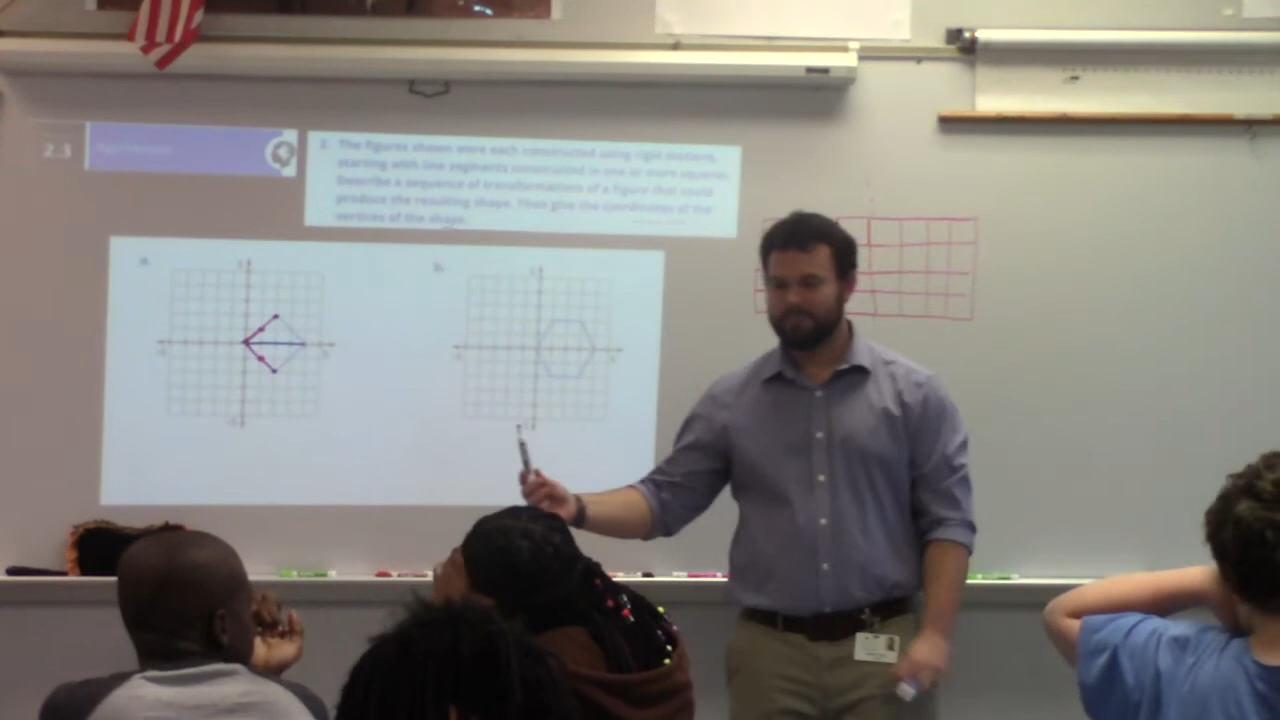 2.3
2. The figures shown were each constructed using rigid motions,
starting with line segments constructed in one or more squares.
Describe a sequence of transformations of a figure that could
produce the resulting shape. Then give the coordinates of the
vertices of the shape.
a.
b.